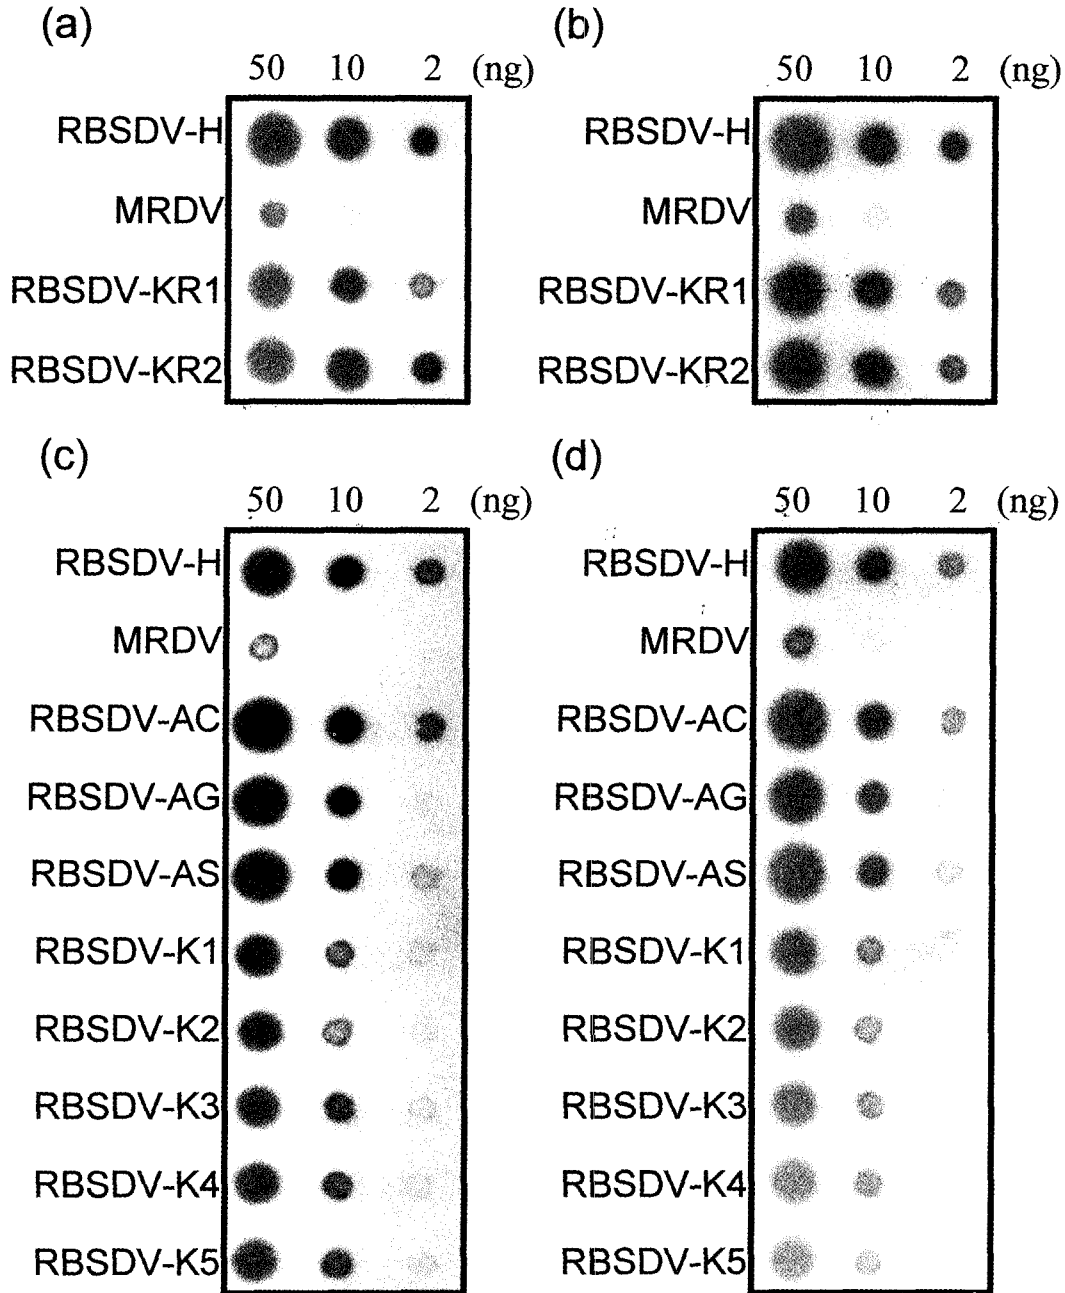 (a)
50 10 2 (ng)
RBSDV-H
MRDV
RBSDV-KR1
RBSDV-KR2
(b)
50 10 2 (ng)
RBSDV-H
MRDV
RBSDV-KR1
RBSDV-KR2
(c)
50 10 2 (ng)
RBSDV-H
MRDV
RBSDV-AC
RBSDV-AG
RBSDV-AS
RBSDV-K1
RBSDV-K2
RBSDV-K3
RBSDV-K4
RBSDV-K5
(d)
50 10 2 (ng)
RBSDV-H
MRDV
RBSDV-AC
RBSDV-AG
RBSDV-AS
RBSDV-K1
RBSDV-K2
RBSDV-K3
RBSDV-K4
RBSDV-K5